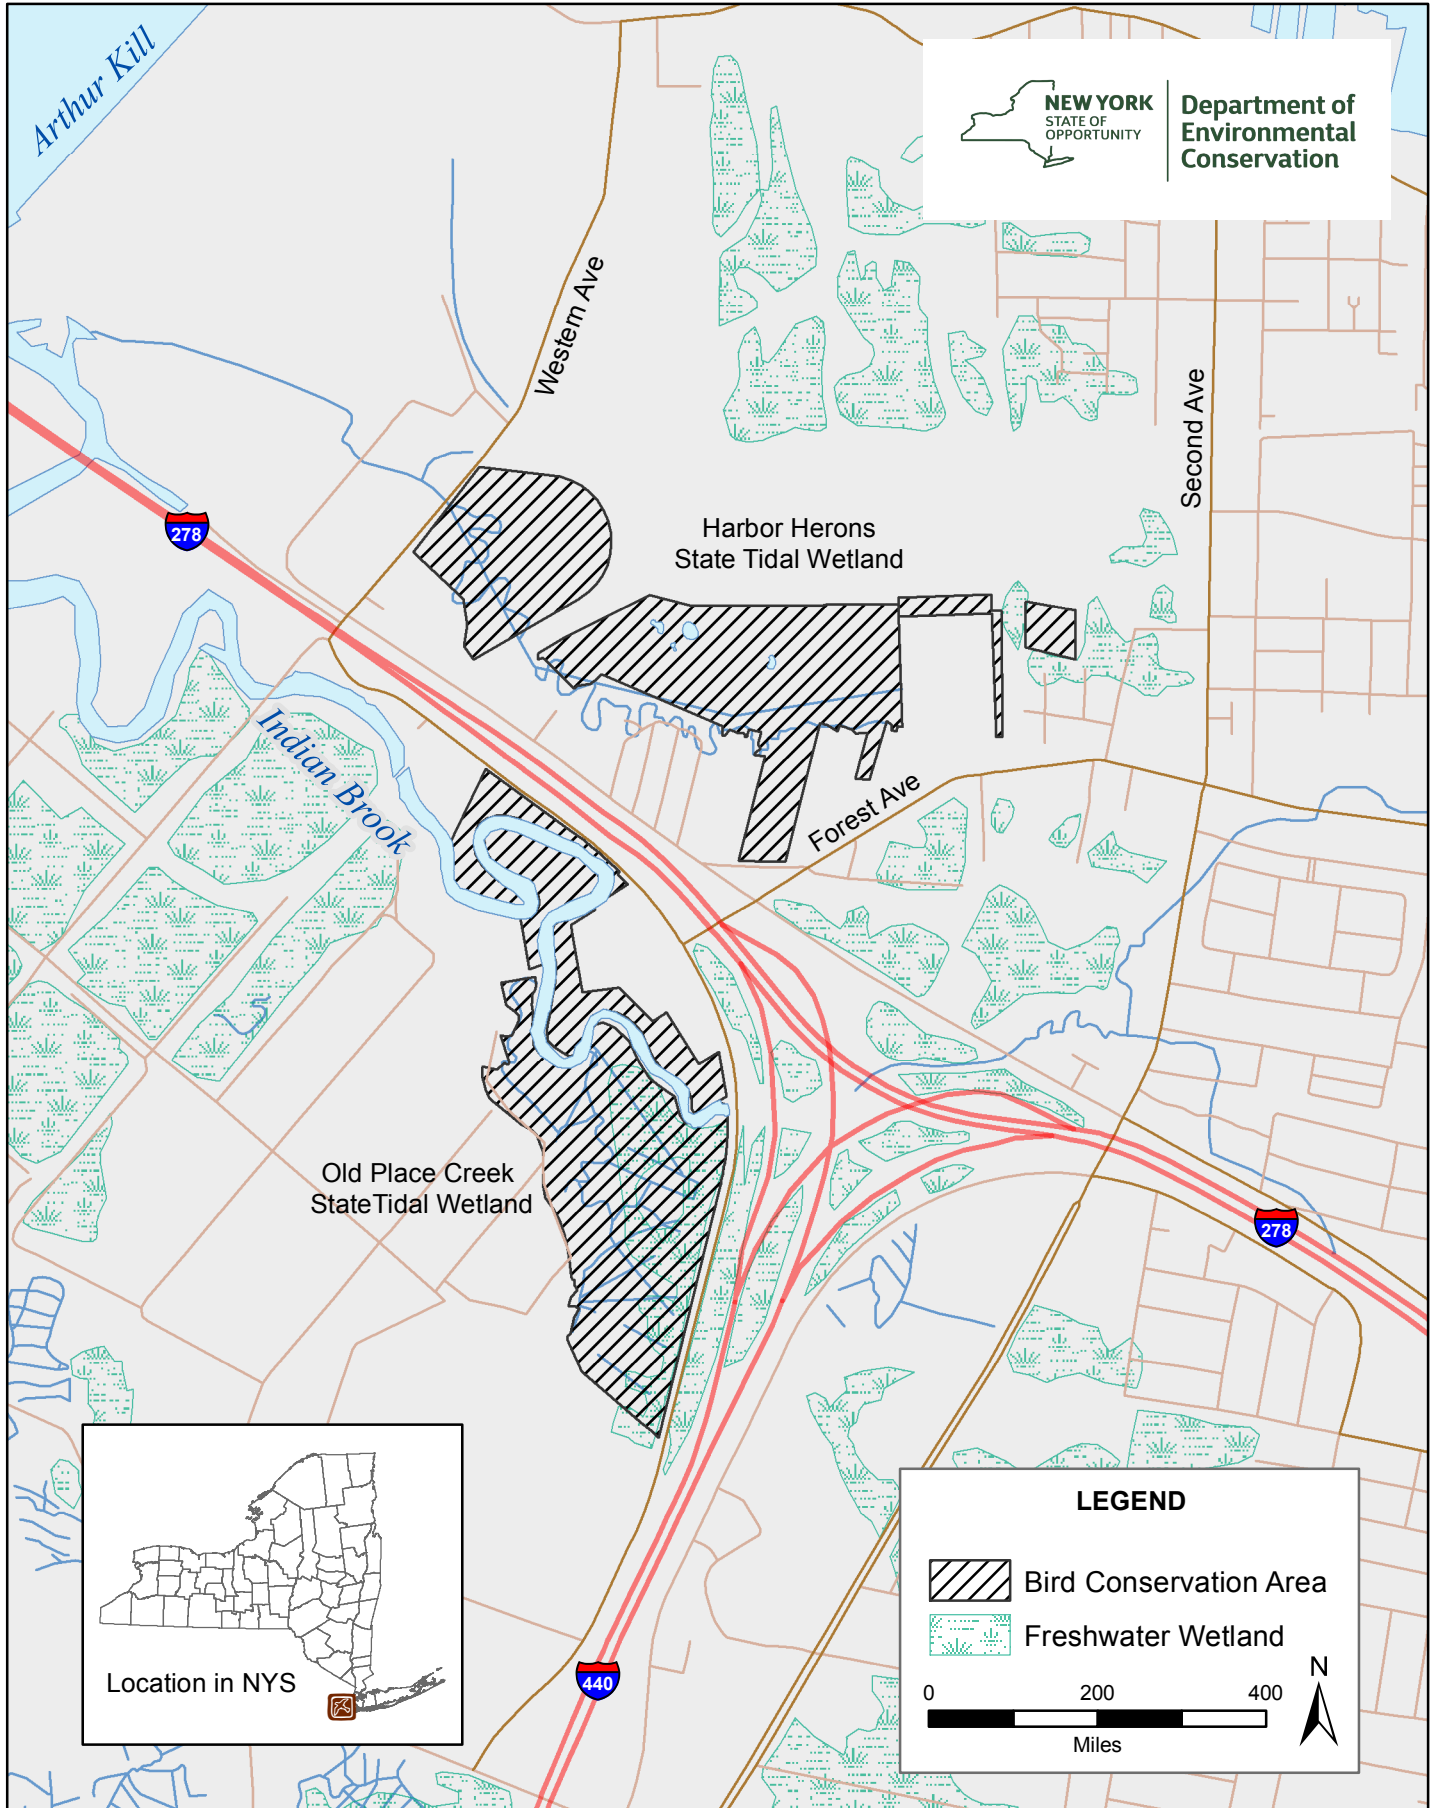 Arthur Kill
NEW YORK
STATE OF
OPPORTUNITY
Department of
Environmental
Conservation
Western Ave
Second Ave
278
Harbor Herons
State Tidal Wetland
Indian Brook
Forest Ave
Old Place Creek
StateTidal Wetland
278
440
Location in NYS
LEGEND
Bird Conservation Area
Freshwater Wetland
0 200 400
Miles
N